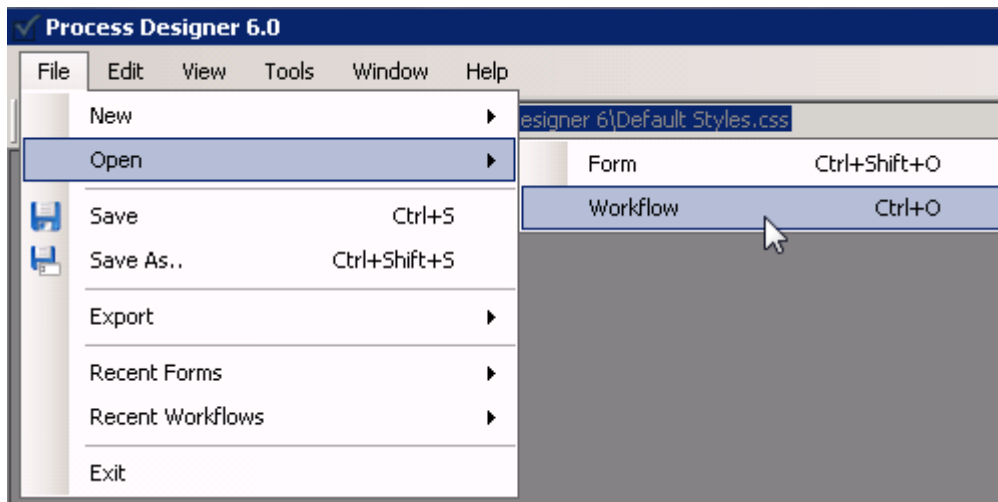 Process Designer 6.0
File Edit View Tools Window Help
New
esigner 6\Default Styles.css
Open
Form Ctrl+Shift+O
Workflow Ctrl+O
Save Ctrl+S
Save As.. Ctrl+Shift+S
Export
Recent Forms
Recent Workflows
Exit